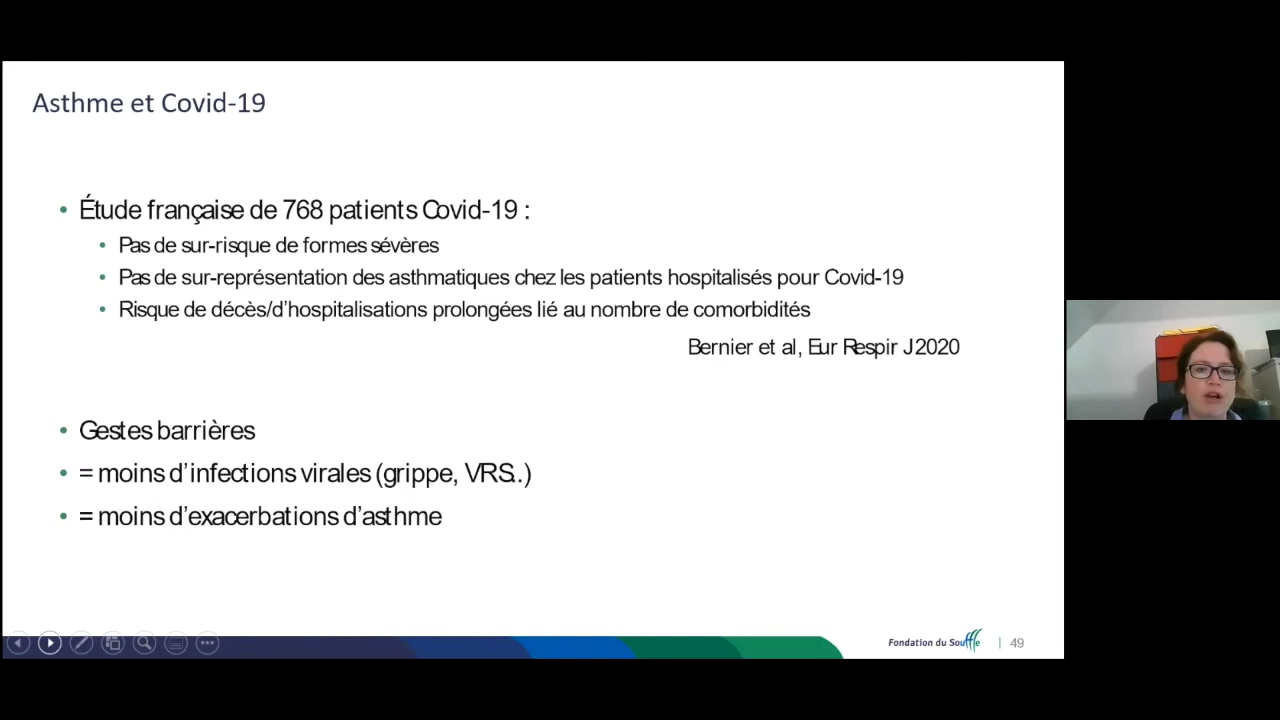 Asthme et Covid-19
• Étude française de 768 patients Covid-19 :
• Pas de sur-risque de formes sévères
• Pas de sur-représentation des asthmatiques chez les patients hospitalisés pour Covid-19
• Risque de décès/d’hospitalisations prolongées lié au nombre de comorbidités
Bernier et al, Eur Respir J 2020
• Gestes barrières
• = moins d’infections virales (grippe, VRS..)
• = moins d’exacerbations d’asthme
Fondation du Souffle | 49